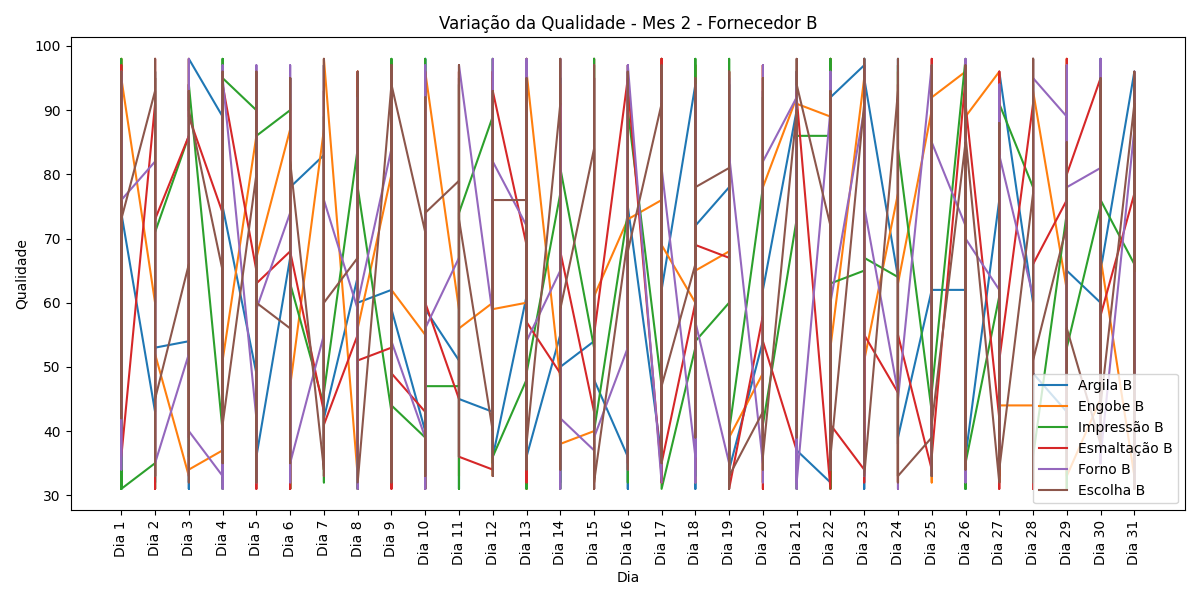 Variação da Qualidade - Mes 2 - Fornecedor B
Qualidade
100
90
80
70
60
50
40
30
Argila B
Engobe B
Impressão B
Esmaltação B
Forno B
Escolha B
Dia 1
Dia 2
Dia 3
Dia 4
Dia 5
Dia 6
Dia 7
Dia 8
Dia 9
Dia 10
Dia 11
Dia 12
Dia 13
Dia 14
Dia 15
Dia 16
Dia 17
Dia 18
Dia 19
Dia 20
Dia 21
Dia 22
Dia 23
Dia 24
Dia 25
Dia 26
Dia 27
Dia 28
Dia 29
Dia 30
Dia 31
Dia